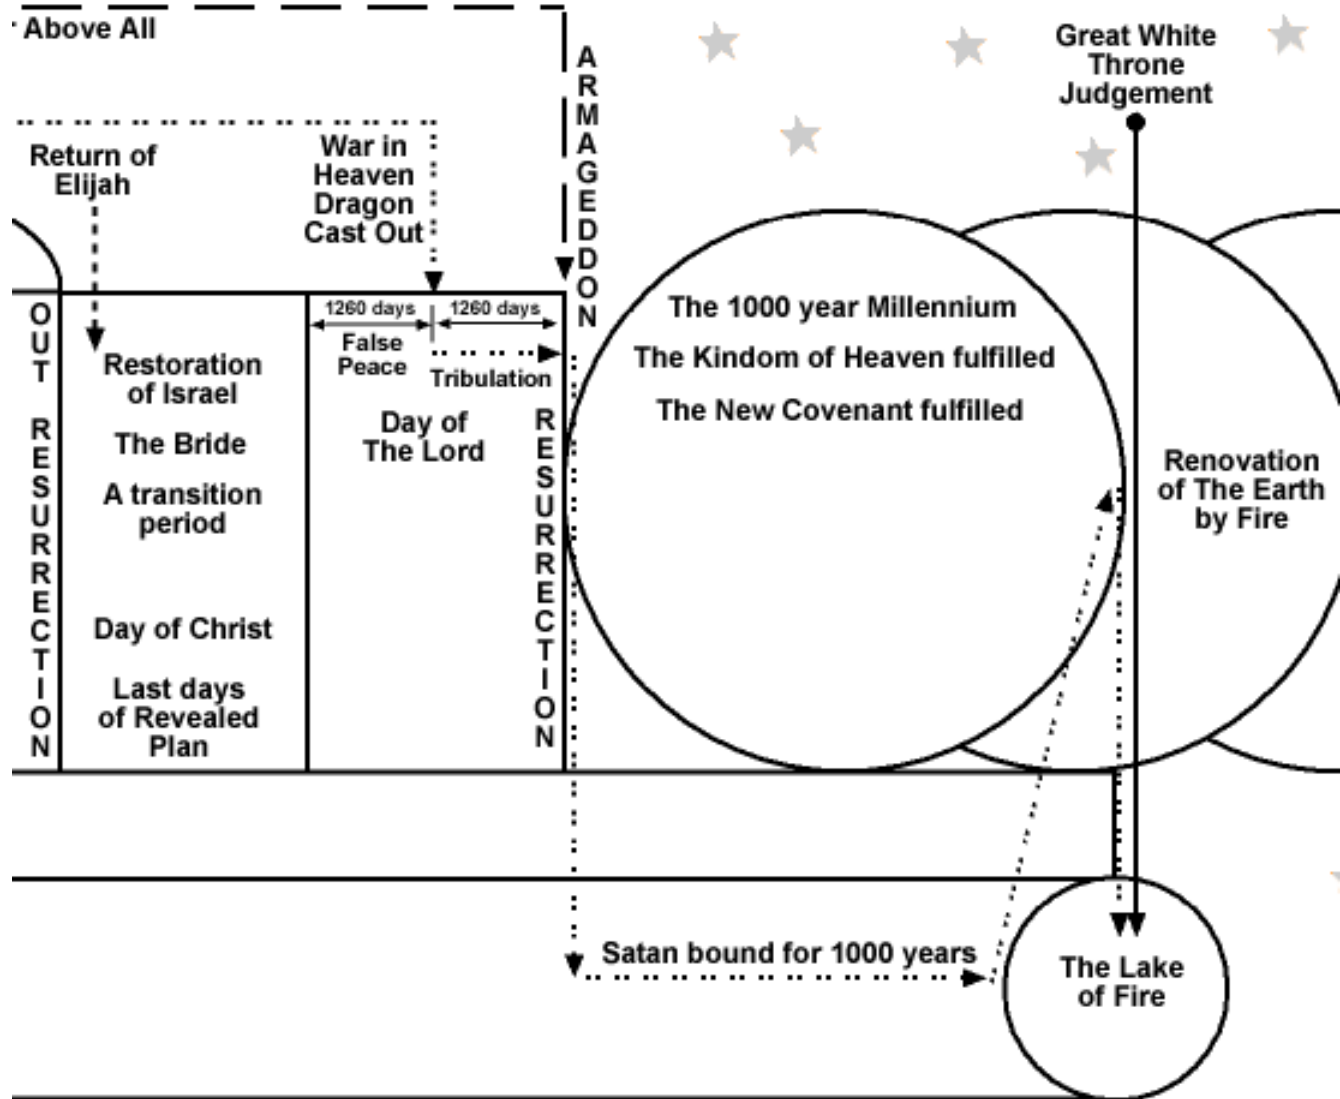 Above All
ARMAGEDDON
Great White
Throne
Judgement
Return of
Elijah
War in
Heaven
Dragon
Cast Out
OUT RESURRECTION
Restoration
of Israel
The Bride
A transition
period
Day of Christ
Last days
of Revealed
Plan
1260 days
1260 days
False
Peace
Tribulation
Day of
The Lord
RESURRECTION
The 1000 year Millennium
The Kindom of Heaven fulfilled
The New Covenant fulfilled
Renovation
of The Earth
by Fire
Satan bound for 1000 years
The Lake
of Fire